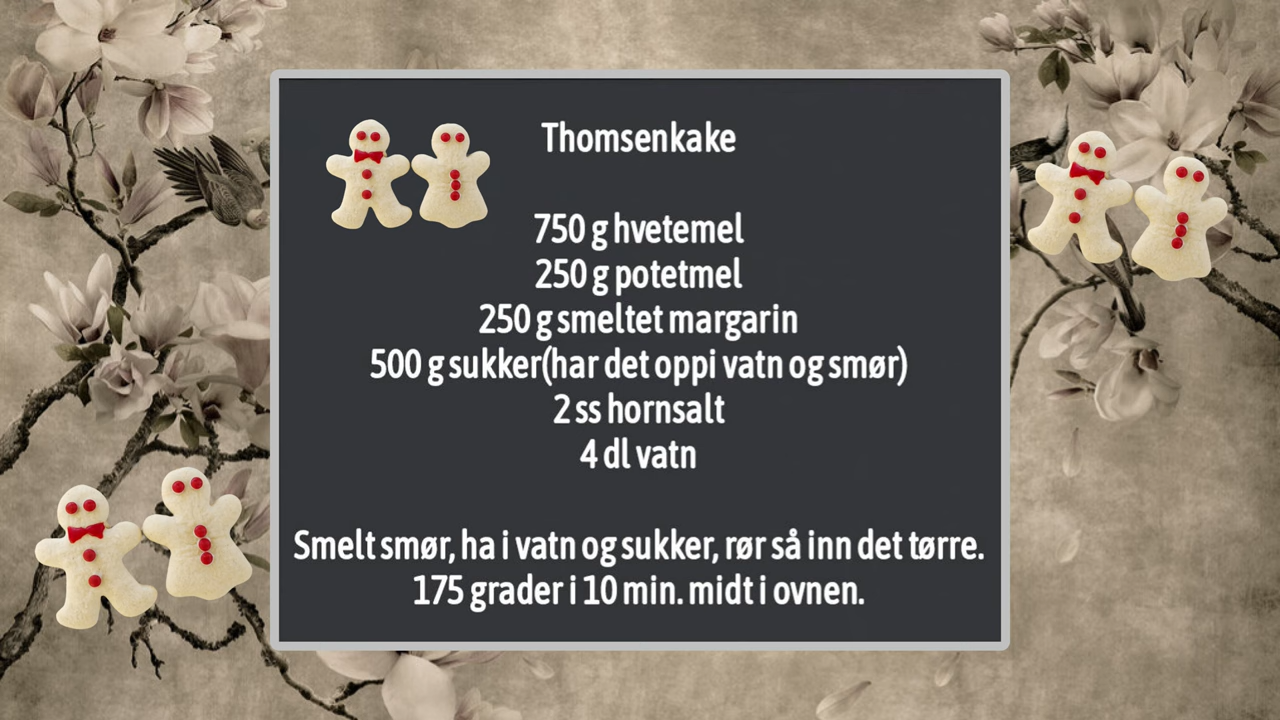 Thomsenkake
750 g hvetemel
250 g potetmel
250 g smeltet margarin
500 g sukker(har det oppi vatn og smør)
2 ss hornsalt
4 dl vatn
Smelt smør, ha i vatn og sukker, rør så inn det tørre.
175 grader i 10 min. midt i ovnen.